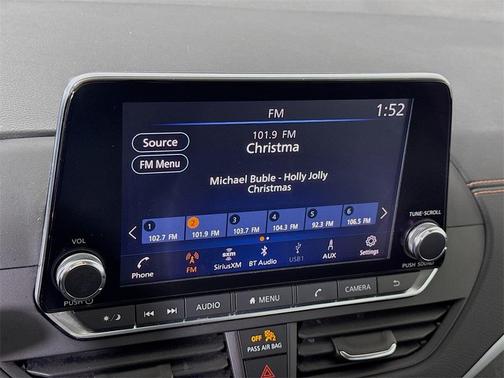 FM
1:52
Source
101.9 FM
Christma
FM Menu
Michael Buble - Holly Jolly
Christmas
1 2 3 4 5 6
102.7 FM 101.9 FM 103.7 FM 104.3 FM 92.3 FM 106.5 FM
Phone FM sxm SiriusXM BT Audio USB1 AUX Settings
VOL
TUNE·SCROLL
PUSH
PUSH SOUND
AUDIO MENU CAMERA
OFF 2
PASS AIR BAG